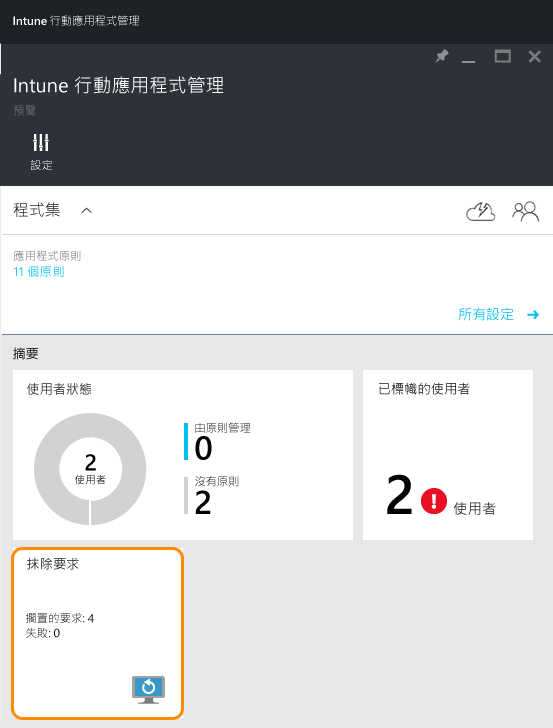 Intune 行動應用程式管理
Intune 行動應用程式管理
預覽
設定
程式集
應用程式原則
11 個原則
所有設定
摘要
使用者狀態
2
使用者
由原則管理
0
沒有原則
2
已標幟的使用者
2 使用者
抹除要求
擱置的要求: 4
失敗: 0